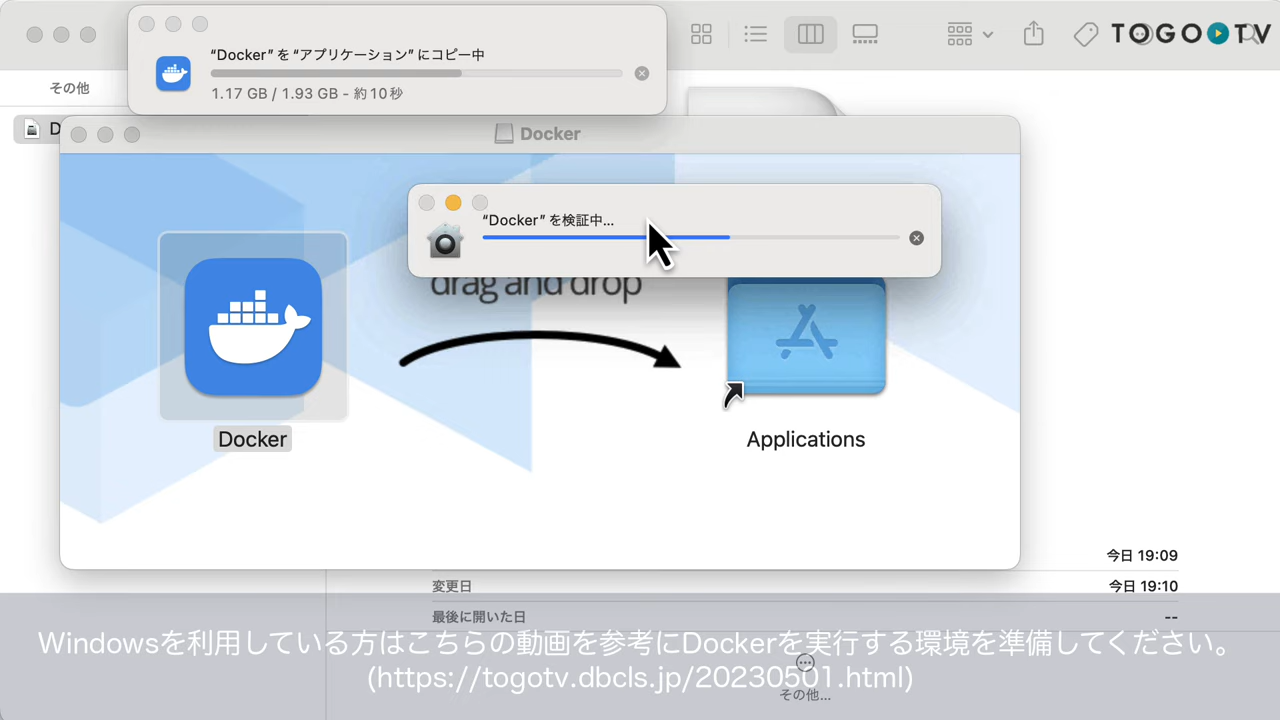 "Docker" を "アプリケーション" にコピー中
1.17 GB / 1.93 GB - 約 10 秒
TOGO TV
その他
D
Docker
"Docker" を検証中...
drag and drop
Docker
Applications
今日 19:09
変更日
今日 19:10
最後に開いた日
--
Windowsを利用している方はこちらの動画を参考にDockerを実行する環境を準備してください。
(https://togotv.dbcls.jp/20230501.html)
その他...